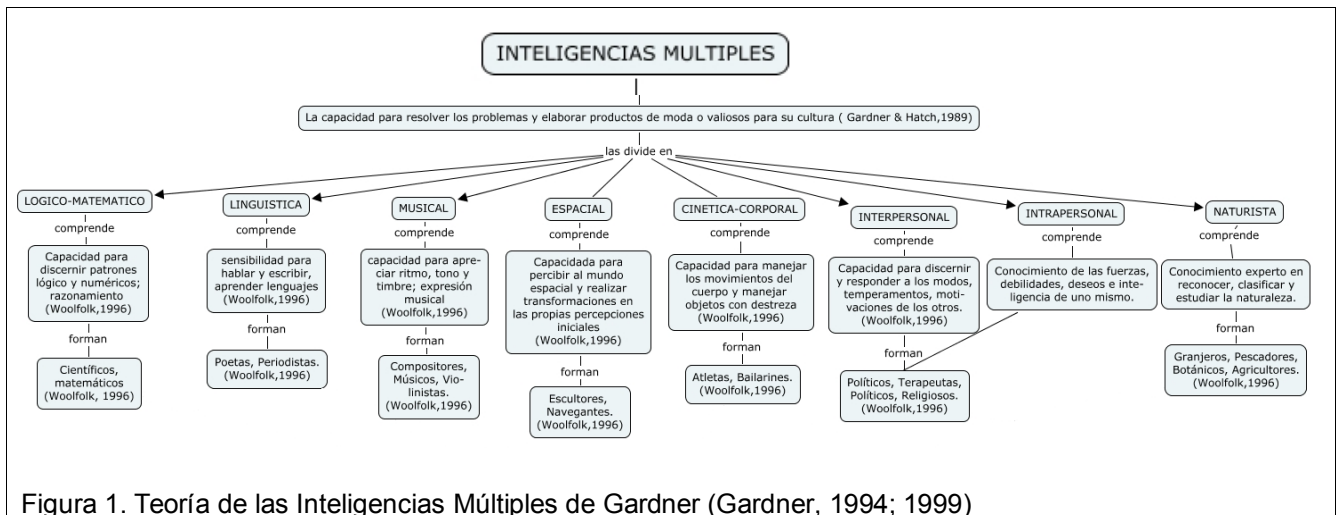 INTELIGENCIAS MULTIPLES
La capacidad para resolver los problemas y elaborar productos de moda o valiosos para su cultura ( Gardner & Hatch,1989)
las divide en
LOGICO-MATEMATICO
comprende
Capacidad para
discernir patrones
lógico y numéricos;
razonamiento
(Woolfolk,1996)
forman
Científicos,
matemáticos
(Woolfolk, 1996)
LINGUISTICA
comprende
sensibilidad para
hablar y escribir,
aprender lenguajes
(Woolfolk,1996)
forman
Poetas, Periodistas.
(Woolfolk,1996)
MUSICAL
comprende
capacidad para apre-
ciar ritmo, tono y
timbre; expresión
musical
(Woolfolk,1996)
forman
Compositores,
Músicos, Vio-
linistas.
(Woolfolk,1996)
ESPACIAL
comprende
Capacidada para
percibir al mundo
espacial y realizar
transformaciones en
las propias percepciones
iniciales
(Woolfolk,1996)
forman
Escultores,
Navegantes.
(Woolfolk,1996)
CINETICA-CORPORAL
comprende
Capacidad para manejar
los movimientos del
cuerpo y manejar
objetos con destreza
(Woolfolk,1996)
forman
Atletas, Bailarines.
(Woolfolk,1996)
INTERPERSONAL
comprende
Capacidad para discernir
y responder a los modos,
temperamentos, moti-
vaciones de los otros.
(Woolfolk,1996)
forman
Políticos, Terapeutas,
Políticos, Religiosos.
(Woolfolk,1996)
INTRAPERSONAL
comprende
Conocimiento de las fuerzas,
debilidades, deseos e inte-
ligencia de uno mismo.
NATURISTA
comprende
Conocimiento experto en
reconocer, clasificar y
estudiar la naturaleza.
forman
Granjeros, Pescadores,
Botánicos, Agricultores.
(Woolfolk,1996)
Figura 1. Teoría de las Inteligencias Múltiples de Gardner (Gardner, 1994; 1999)